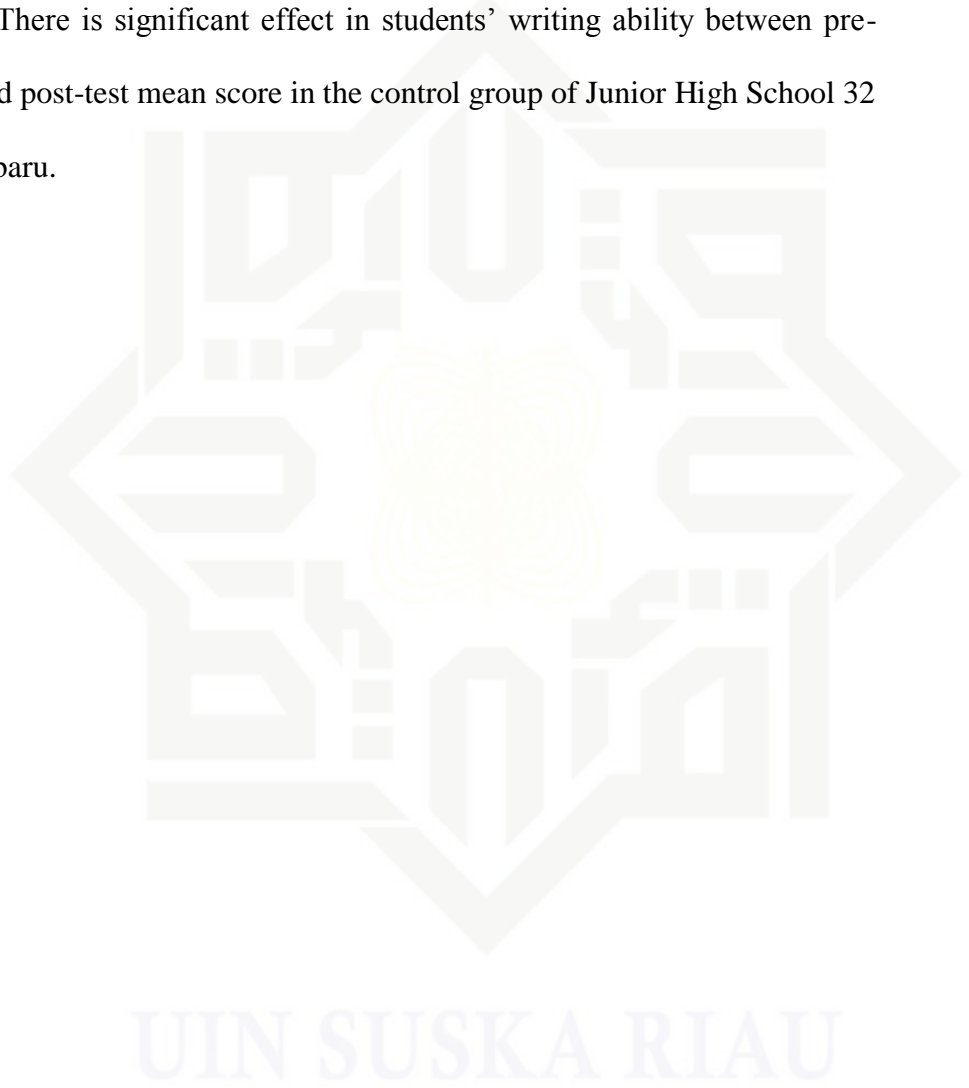 There is significant effect in students’ writing ability between pre-
d post-test mean score in the control group of Junior High School 32
baru.
UIN SUSKA RIAU